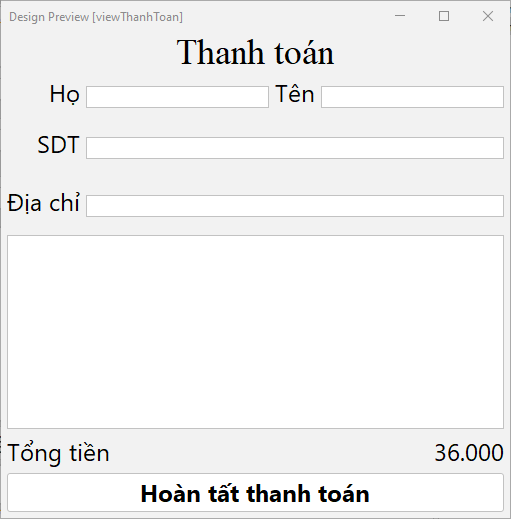 Design Preview [viewThanhToan]
Thanh toán
Họ Tên
SDT
Địa chỉ
Tổng tiền 36.000
Hoàn tất thanh toán